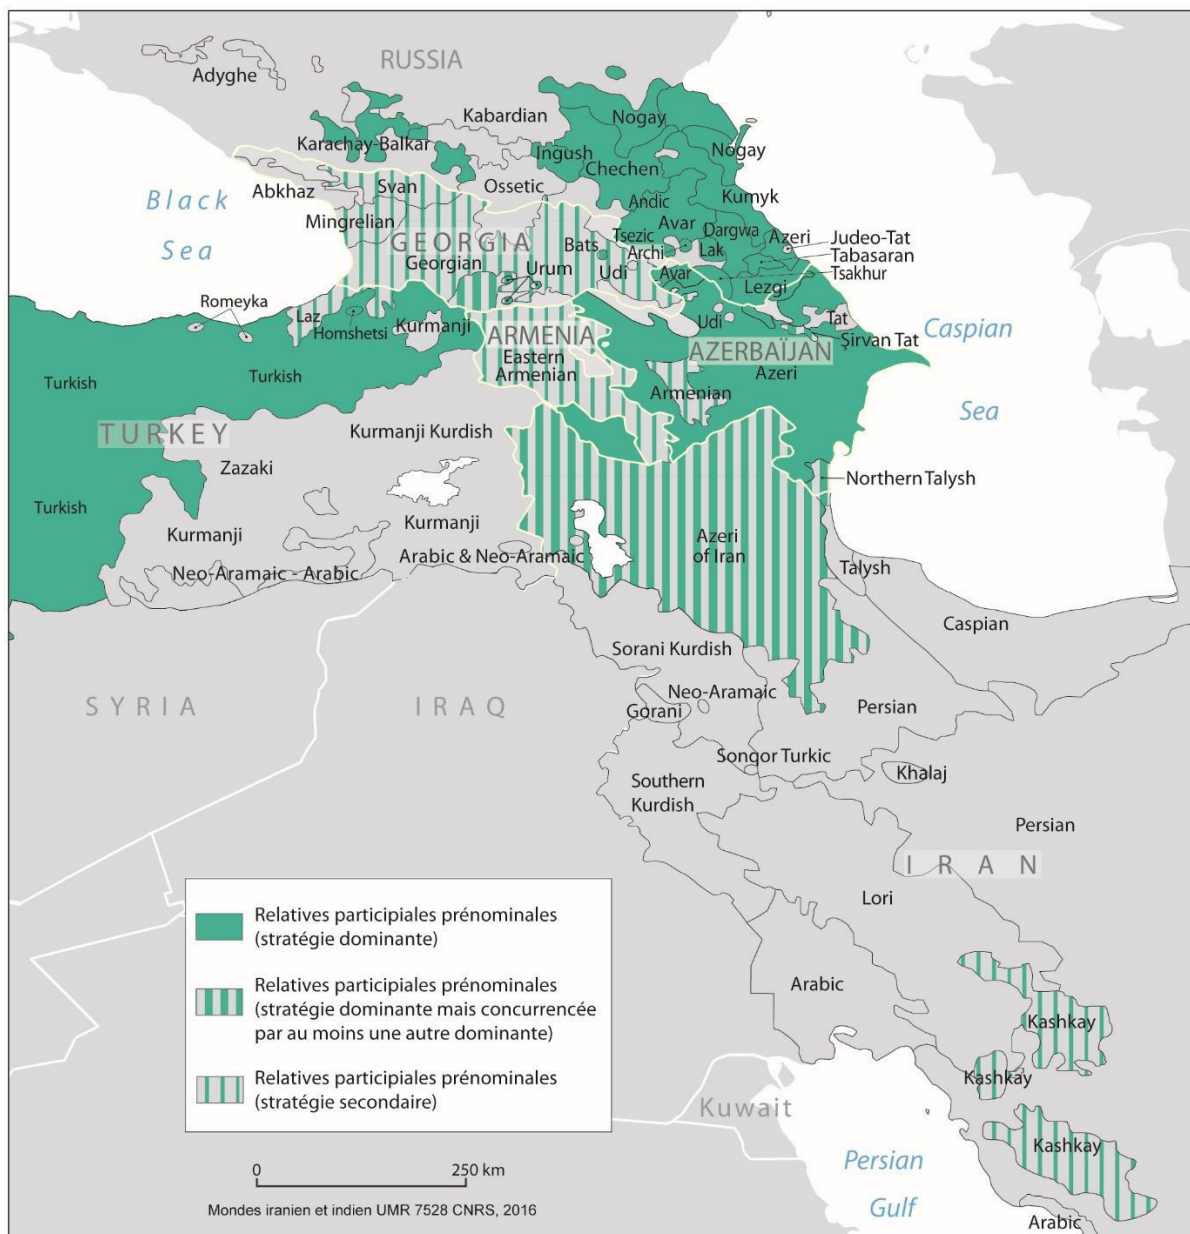 RUSSIA
Adyghe
Kabardian
Nogay
Karachay-Balkar
Ingush
Nogay
Chechen
Abkhaz
Svan
Ossetic
Kumyk
Andic
Black
Sea
Mingrelian
Avar
Dargwa
Tsezic
Azeri
Judeo-Tat
GEORGIA
Bats
Archi
Lak
Tabasaran
Georgian
Urum
Udi
Avar
Tsakhur
Lezgi
Romeyka
Laz
Homshetsi
Kurmanji
ARMENIA
Udi
Tat
Caspian
Sea
Şirvan Tat
AZERBAÏJAN
Eastern
Armenian
Azeri
Turkish
Turkish
Armenian
TURKEY
Kurmanji Kurdish
Zazaki
Northern Talysh
Turkish
Kurmanji
Kurmanji
Azeri
of Iran
Arabic & Neo-Aramaic
Talysh
Neo-Aramaic - Arabic
Caspian
Sorani Kurdish
SYRIA
IRAQ
Neo-Aramaic
Gorani
Persian
Songor Turkic
Khalaj
Southern
Kurdish
Persian
IRAN
Lori
Arabic
Kashkay
Kashkay
Kuwait
Kashkay
Persian
Gulf
Arabic
Relatives participiales prénominales
(stratégie dominante)
Relatives participiales prénominales
(stratégie dominante mais concurrencée
par au moins une autre dominante)
Relatives participiales prénominales
(stratégie secondaire)
0 250 km
Mondes iranien et indien UMR 7528 CNRS, 2016